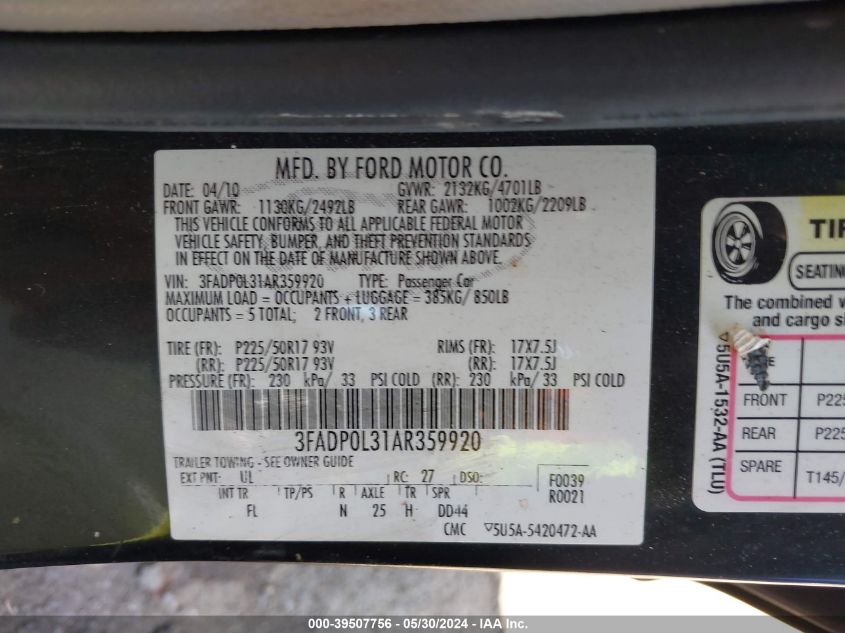 MFD. BY FORD MOTOR CO.
DATE: 04/10 GVWR: 2132KG/4701LB
FRONT GAWR: 1130KG/2492LB REAR GAWR: 1002KG/2209LB
THIS VEHICLE CONFORMS TO ALL APPLICABLE FEDERAL MOTOR
VEHICLE SAFETY, BUMPER, AND THEFT PREVENTION STANDARDS
IN EFFECT ON THE DATE OF MANUFACTURE SHOWN ABOVE.
VIN: 3FADP0L31AR359920 TYPE: Passenger Car
MAXIMUM LOAD = OCCUPANTS + LUGGAGE = 385KG/ 850LB
OCCUPANTS = 5 TOTAL; 2 FRONT, 3 REAR
TIRE (FR): P225/50R17 93V RIMS (FR): 17X7.5J
(RR): P225/50R17 93V (RR): 17X7.5J
PRESSURE (FR): 230 kPa/ 33 PSI COLD (RR): 230 kPa/ 33 PSI COLD
3FADP0L31AR359920
TRAILER TOWING - SEE OWNER GUIDE
EXT PNT: UL RC: 27 DSO: F0039
INT TR TP/PS R AXLE TR SPR R0021
FL N 25 H DD44
CMC ▽5U5A-5420472-AA
TIR
SEATING
The combined w
and cargo s
▽5U5A-1532-AA (TLU)
FRONT P225
REAR P225
SPARE T145/
000-39507756 - 05/30/2024 - IAA Inc.